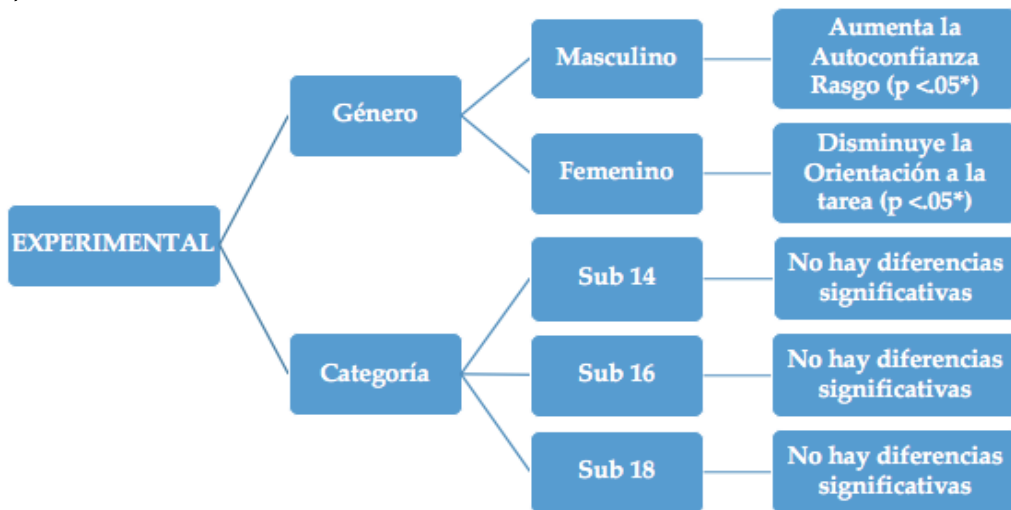 EXPERIMENTAL
Género
Masculino
Aumenta la
Autoconfianza
Rasgo (p <.05*)
Femenino
Disminuye la
Orientación a la
tarea (p <.05*)
Categoría
Sub 14
No hay diferencias
significativas
Sub 16
No hay diferencias
significativas
Sub 18
No hay diferencias
significativas